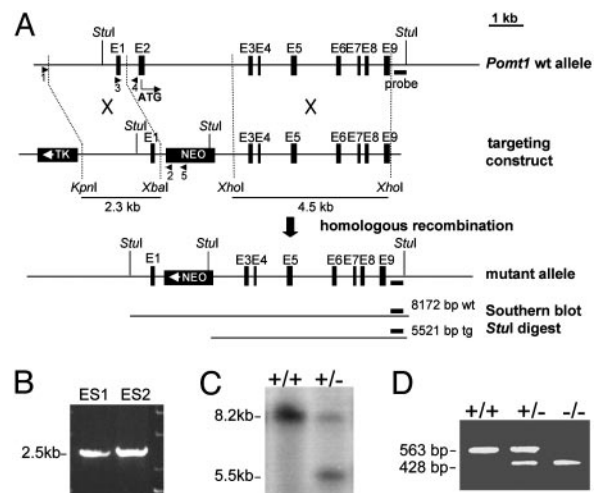 A
1 kb
StuI
E1
E2
E3E4
E5
E6E7E8
E9
StuI
Pomt1 wt allele
1
3
4
ATG
probe
X
X
StuI
E1
StuI
E3E4
E5
E6E7E8
E9
TK
NEO
targeting
construct
2
5
KpnI
XbaI
XhoI
XhoI
2.3 kb
4.5 kb
homologous recombination
StuI
StuI
StuI
E1
E3E4
E5
E6E7E8
E9
NEO
mutant allele
8172 bp wt
Southern blot
5521 bp tg
StuI digest
B
ES1 ES2
2.5kb-
C
+/+ +/-
8.2kb-
5.5kb-
D
+/+ +/- -/-
563 bp-
428 bp-